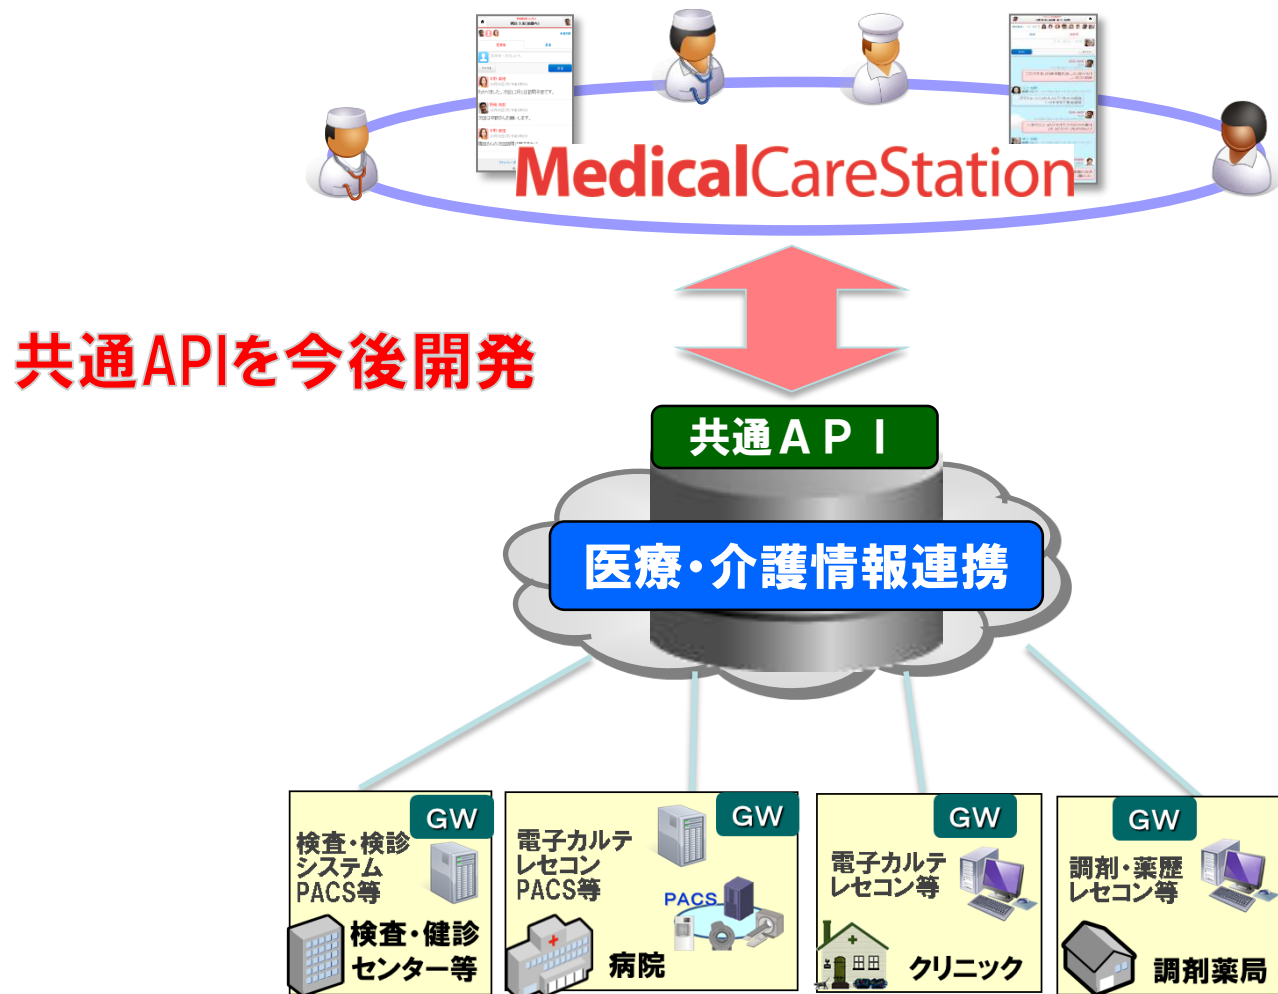 MedicalCareStation
共通APIを今後開発
共通ＡＰＩ
医療・介護情報連携
GW
検査・検診
システム
PACS等
検査・健診
センター等
GW
電子カルテ
レセコン
PACS等
PACS
病院
GW
電子カルテ
レセコン等
クリニック
GW
調剤・薬歴
レセコン等
調剤薬局